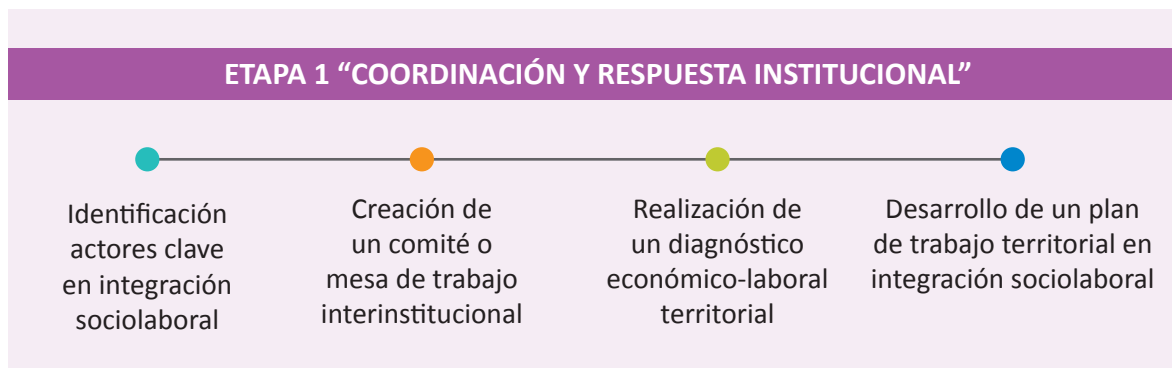 ETAPA 1 “COORDINACIÓN Y RESPUESTA INSTITUCIONAL”
Identificación
actores clave
en integración
sociolaboral
Creación de
un comité o
mesa de trabajo
interinstitucional
Realización de
un diagnóstico
económico-laboral
territorial
Desarrollo de un plan
de trabajo territorial en
integración sociolaboral